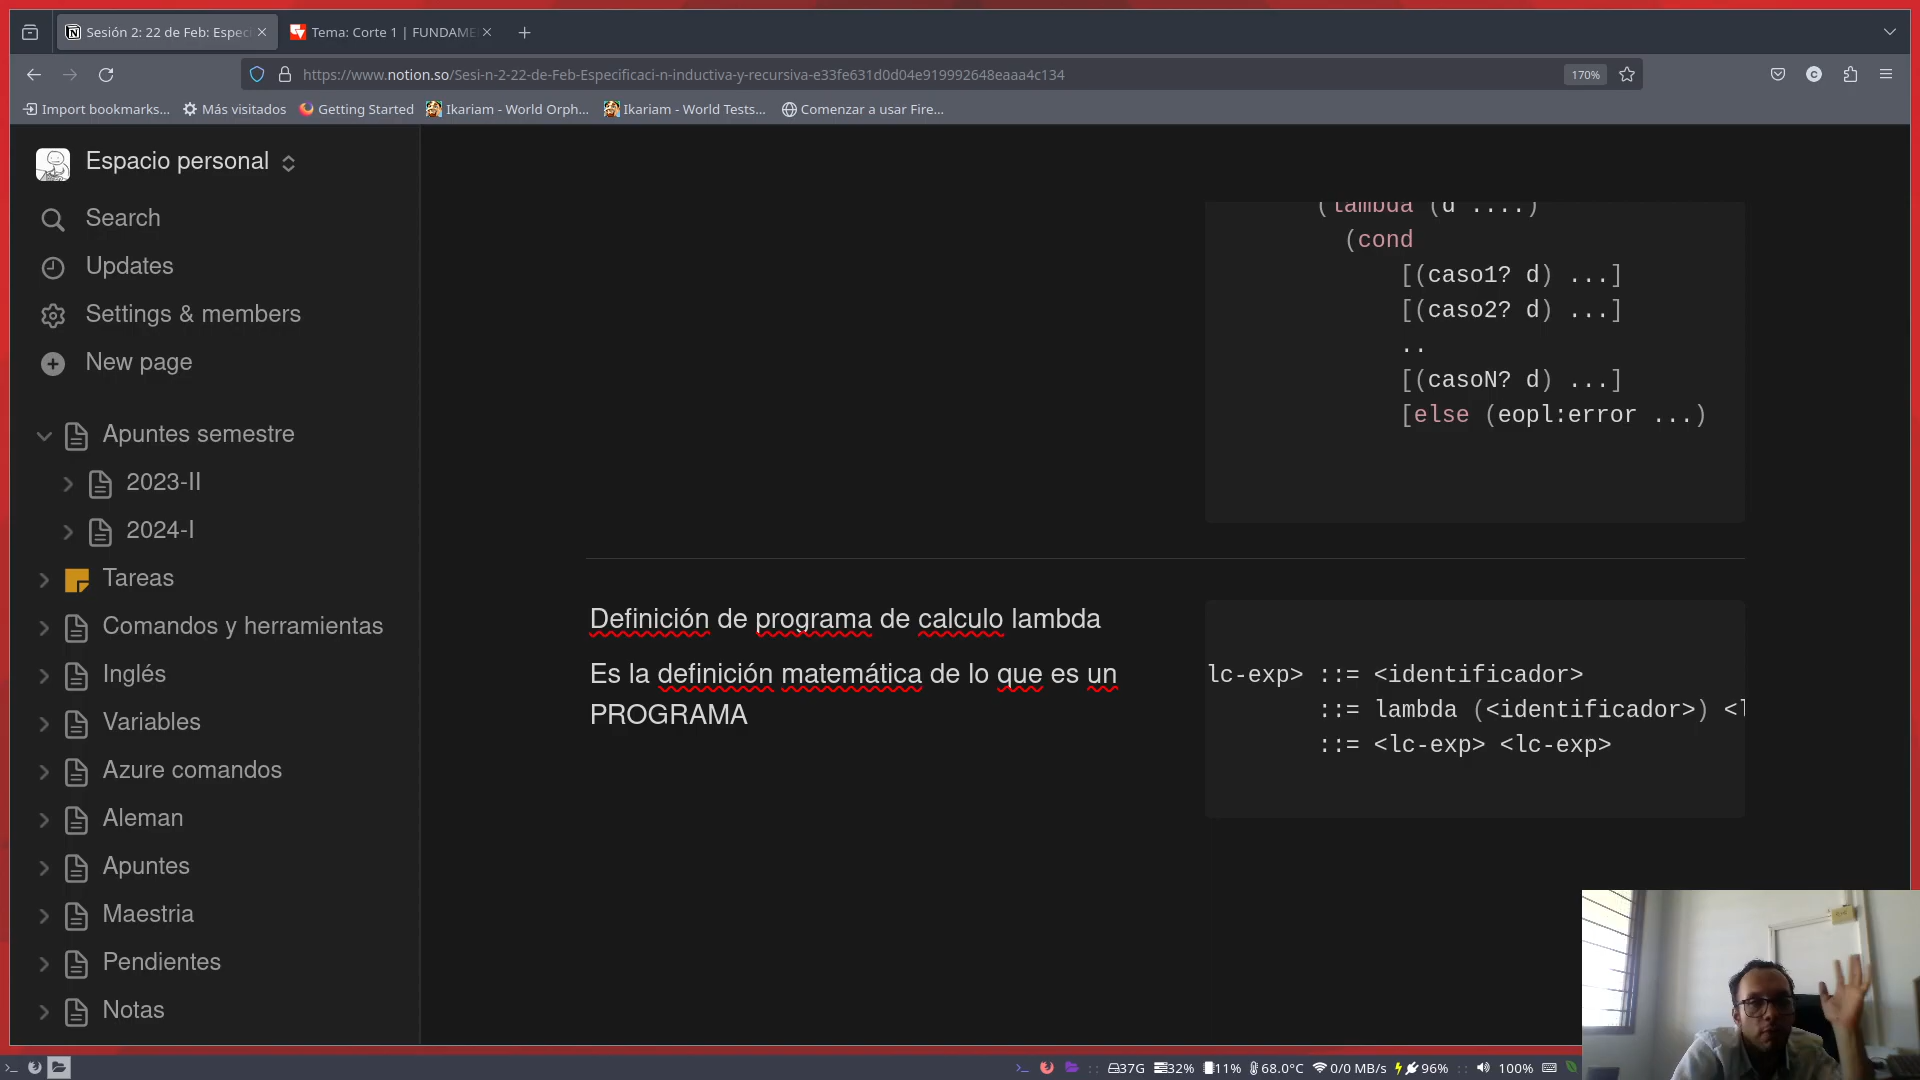 Sesión 2: 22 de Feb: Espec
Tema: Corte 1 | FUNDAME
https://www.notion.so/Sesi-n-2-22-de-Feb-Especificaci-n-inductiva-y-recursiva-e33fe631d0d04e919992648eaaa4c134
170%
C
Import bookmarks...
Más visitados
Getting Started
Ikariam - World Orph...
Ikariam - World Tests...
Comenzar a usar Fire...
Espacio personal
Search
Updates
Settings & members
New page
Apuntes semestre
2023-II
2024-I
Tareas
Comandos y herramientas
Inglés
Variables
Azure comandos
Aleman
Apuntes
Maestria
Pendientes
Notas
(lambda (d ....)
(cond
[(caso1? d) ...]
[(caso2? d) ...]
..
[(casoN? d) ...]
[else (eopl:error ...)
Definición de programa de calculo lambda
Es la definición matemática de lo que es un
PROGRAMA
lc-exp> ::= <identificador>
::= lambda (<identificador>) <l
::= <lc-exp> <lc-exp>
37G 32% 11% 68.0°C 0/0 MB/s 96% 100%